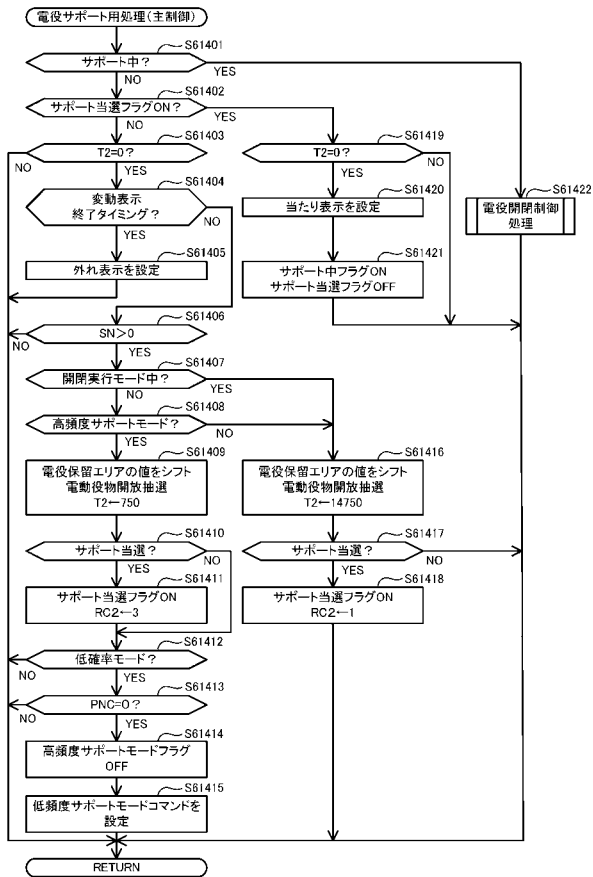 電役サポート用処理(主制御)
S61401
サポート中?
YES
NO
S61402
サポート当選フラグON?
YES
NO
S61403
T2=0?
NO
YES
S61404
変動表示
終了タイミング?
NO
YES
S61405
外れ表示を設定
S61406
SN>0
NO
YES
S61407
開閉実行モード中?
YES
NO
S61408
高頻度サポートモード?
NO
YES
S61409
電役保留エリアの値をシフト
電動役物開放抽選
T2←750
S61410
サポート当選?
NO
YES
S61411
サポート当選フラグON
RC2←3
S61412
低確率モード?
NO
YES
S61413
PNC=0?
NO
YES
S61414
高頻度サポートモードフラグ
OFF
S61415
低頻度サポートモードコマンドを
設定
RETURN
S61419
T2=0?
NO
YES
S61420
当たり表示を設定
S61421
サポート中フラグON
サポート当選フラグOFF
S61416
電役保留エリアの値をシフト
電動役物開放抽選
T2←14750
S61417
サポート当選?
NO
YES
S61418
サポート当選フラグON
RC2←1
S61422
電役開閉制御
処理